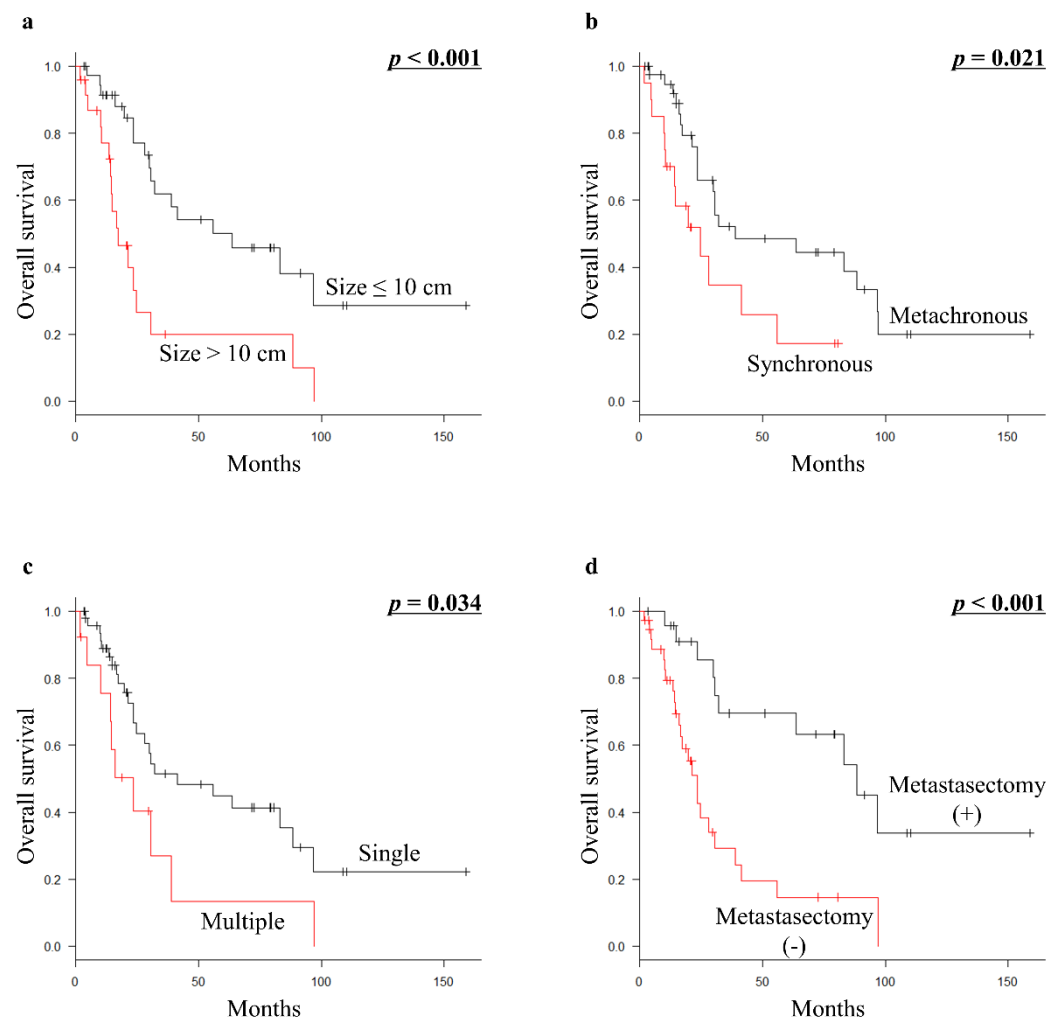 a
p < 0.001
Overall survival
1.0
0.8
0.6
0.4
0.2
0.0
Size ≤ 10 cm
Size > 10 cm
0 50 100 150
Months
b
p = 0.021
Overall survival
1.0
0.8
0.6
0.4
0.2
0.0
Metachronous
Synchronous
0 50 100 150
Months
c
p = 0.034
Overall survival
1.0
0.8
0.6
0.4
0.2
0.0
Single
Multiple
0 50 100 150
Months
d
p < 0.001
Overall survival
1.0
0.8
0.6
0.4
0.2
0.0
Metastasectomy
(+)
Metastasectomy
(-)
0 50 100 150
Months